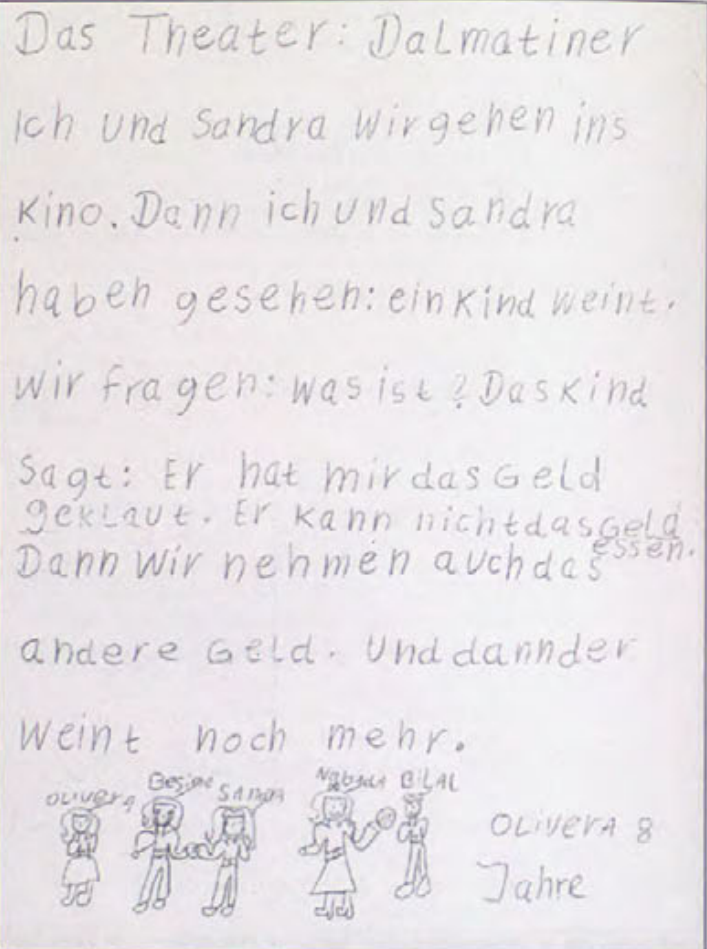 Das Theater: Dalmatiner
Ich und Sandra wir gehen ins
Kino. Dann ich und Sandra
haben gesehen: ein Kind weint.
Wir fragen: was ist? Das Kind
sagt: Er hat mir das Geld
geklaut. Er kann nicht das Geld
essen.
Dann wir nehmen auch das
andere Geld. Und dann der
weint noch mehr.
OLIVERA SANDRA BILAL
OLIVERA 8
Jahre